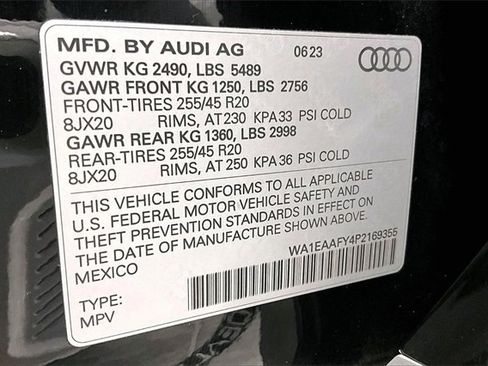 MFD. BY AUDI AG 06 23
GVWR KG 2490, LBS 5489
GAWR FRONT KG 1250, LBS 2756
FRONT-TIRES 255/45 R20
8JX20 RIMS, AT 230 KPA 33 PSI COLD
GAWR REAR KG 1360, LBS 2998
REAR-TIRES 255/45 R20
8JX20 RIMS, AT 250 KPA 36 PSI COLD
THIS VEHICLE CONFORMS TO ALL APPLICABLE
U.S. FEDERAL MOTOR VEHICLE SAFETY AND
THEFT PREVENTION STANDARDS IN EFFECT ON
THE DATE OF MANUFACTURE SHOWN ABOVE.
MEXICO
WA1EAAFY4P2169355
TYPE:
MPV